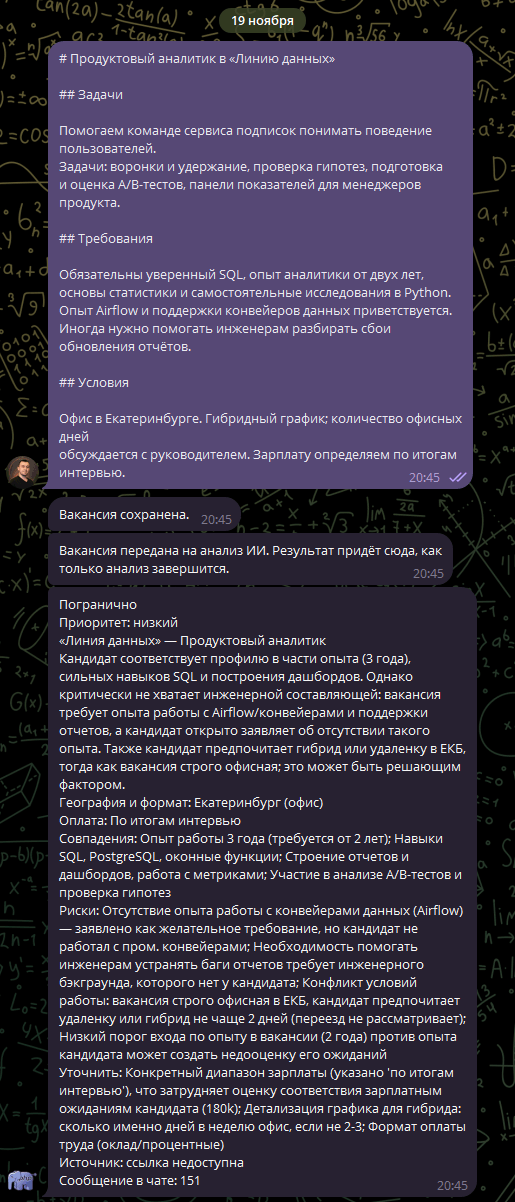 19 ноября
# Продуктовый аналитик в «Линию данных»
## Задачи
Помогаем команде сервиса подписок понимать поведение
пользователей.
Задачи: воронки и удержание, проверка гипотез, подготовка
и оценка A/B-тестов, панели показателей для менеджеров
продукта.
## Требования
Обязательны уверенный SQL, опыт аналитики от двух лет,
основы статистики и самостоятельные исследования в Python.
Опыт Airflow и поддержки конвейеров данных приветствуется.
Иногда нужно помогать инженерам разбирать сбои
обновления отчётов.
## Условия
Офис в Екатеринбурге. Гибридный график; количество офисных
дней
обсуждается с руководителем. Зарплату определяем по итогам
интервью.
20:45
Вакансия сохранена.
20:45
Вакансия передана на анализ ИИ. Результат придёт сюда, как
только анализ завершится.
20:45
Погранично
Приоритет: низкий
«Линия данных» — Продуктовый аналитик
Кандидат соответствует профилю в части опыта (3 года),
сильных навыков SQL и построения дашбордов. Однако
критически не хватает инженерной составляющей: вакансия
требует опыта работы с Airflow/конвейерами и поддержки
отчетов, а кандидат открыто заявляет об отсутствии такого
опыта. Также кандидат предпочитает гибрид или удаленку в ЕКБ,
тогда как вакансия строго офисная; это может быть решающим
фактором.
География и формат: Екатеринбург (офис)
Оплата: По итогам интервью
Совпадения: Опыт работы 3 года (требуется от 2 лет); Навыки
SQL, PostgreSQL, оконные функции; Строение отчетов и
дашбордов, работа с метриками; Участие в анализе A/B-тестов и
проверка гипотез
Риски: Отсутствие опыта работы с конвейерами данных (Airflow)
— заявлено как желательное требование, но кандидат не
работал с пром. конвейерами; Необходимость помогать
инженерам устранять баги отчетов требует инженерного
бэкграунда, которого нет у кандидата; Конфликт условий
работы: вакансия строго офисная в ЕКБ, кандидат предпочитает
удаленку или гибрид не чаще 2 дней (переезд не рассматривает);
Низкий порог входа по опыту в вакансии (2 года) против опыта
кандидата может создать недооценку его ожиданий
Уточнить: Конкретный диапазон зарплаты (указано 'по итогам
интервью'), что затрудняет оценку соответствия зарплатным
ожиданиям кандидата (180k); Детализация графика для гибрида:
сколько именно дней в неделю офис, если не 2-3; Формат оплаты
труда (оклад/процентные)
Источник: ссылка недоступна
Сообщение в чате: 151
20:45